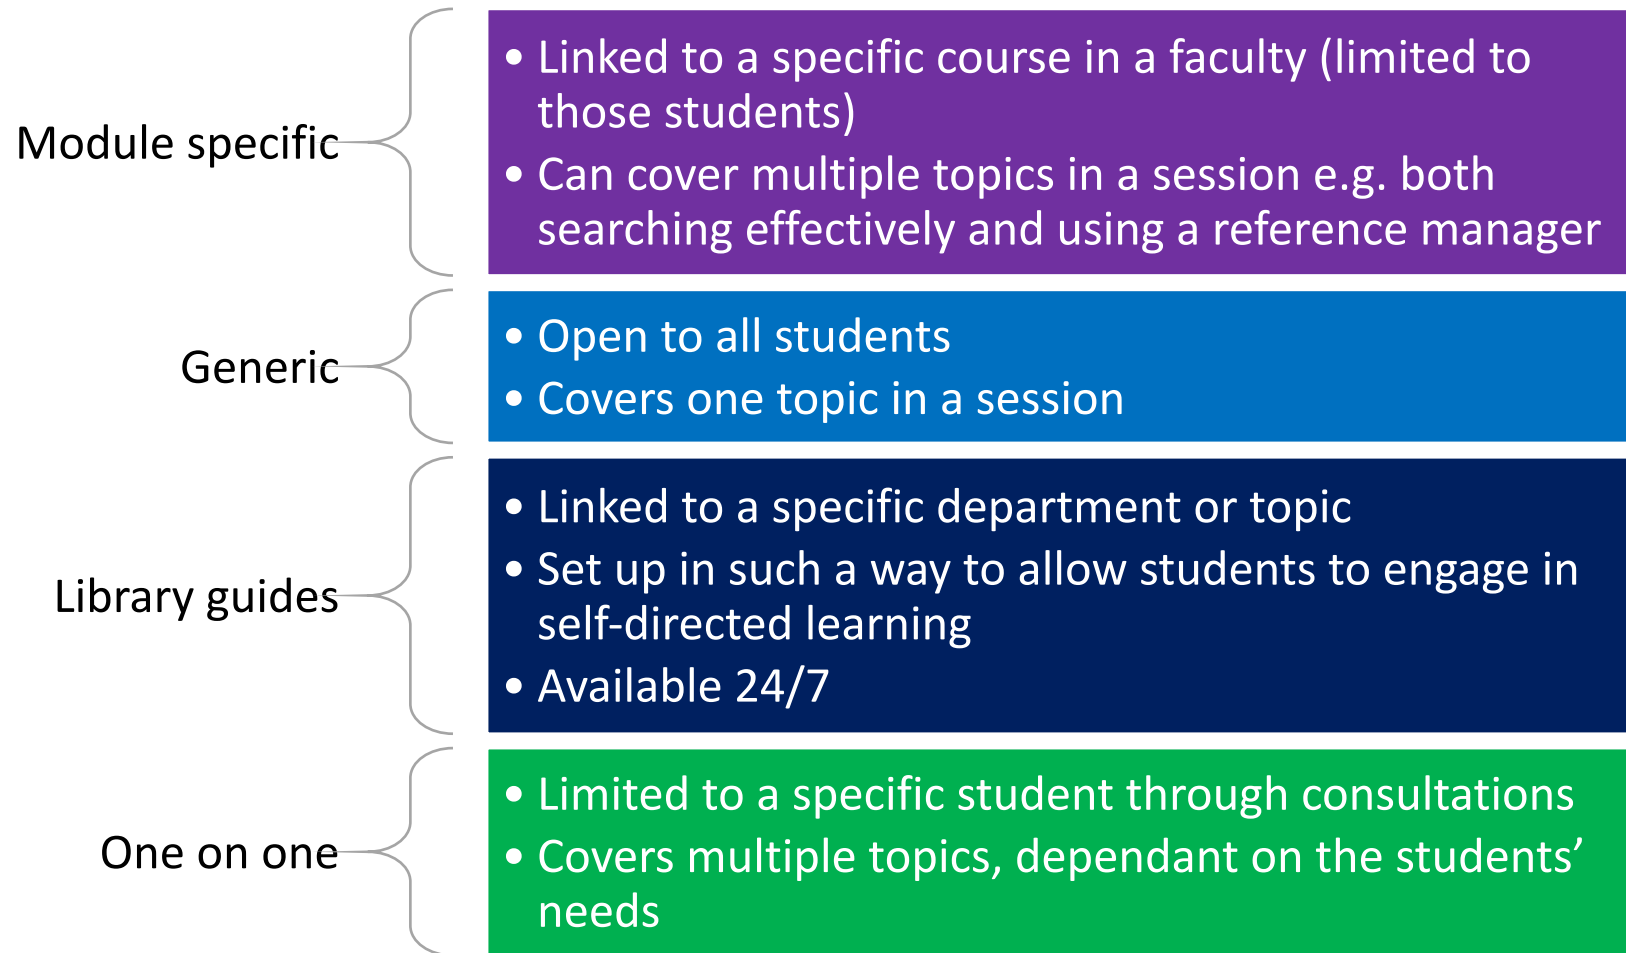 Module specific
• Linked to a specific course in a faculty (limited to
those students)
• Can cover multiple topics in a session e.g. both
searching effectively and using a reference manager
Generic
• Open to all students
• Covers one topic in a session
Library guides
• Linked to a specific department or topic
• Set up in such a way to allow students to engage in
self-directed learning
• Available 24/7
One on one
• Limited to a specific student through consultations
• Covers multiple topics, dependant on the students’
needs